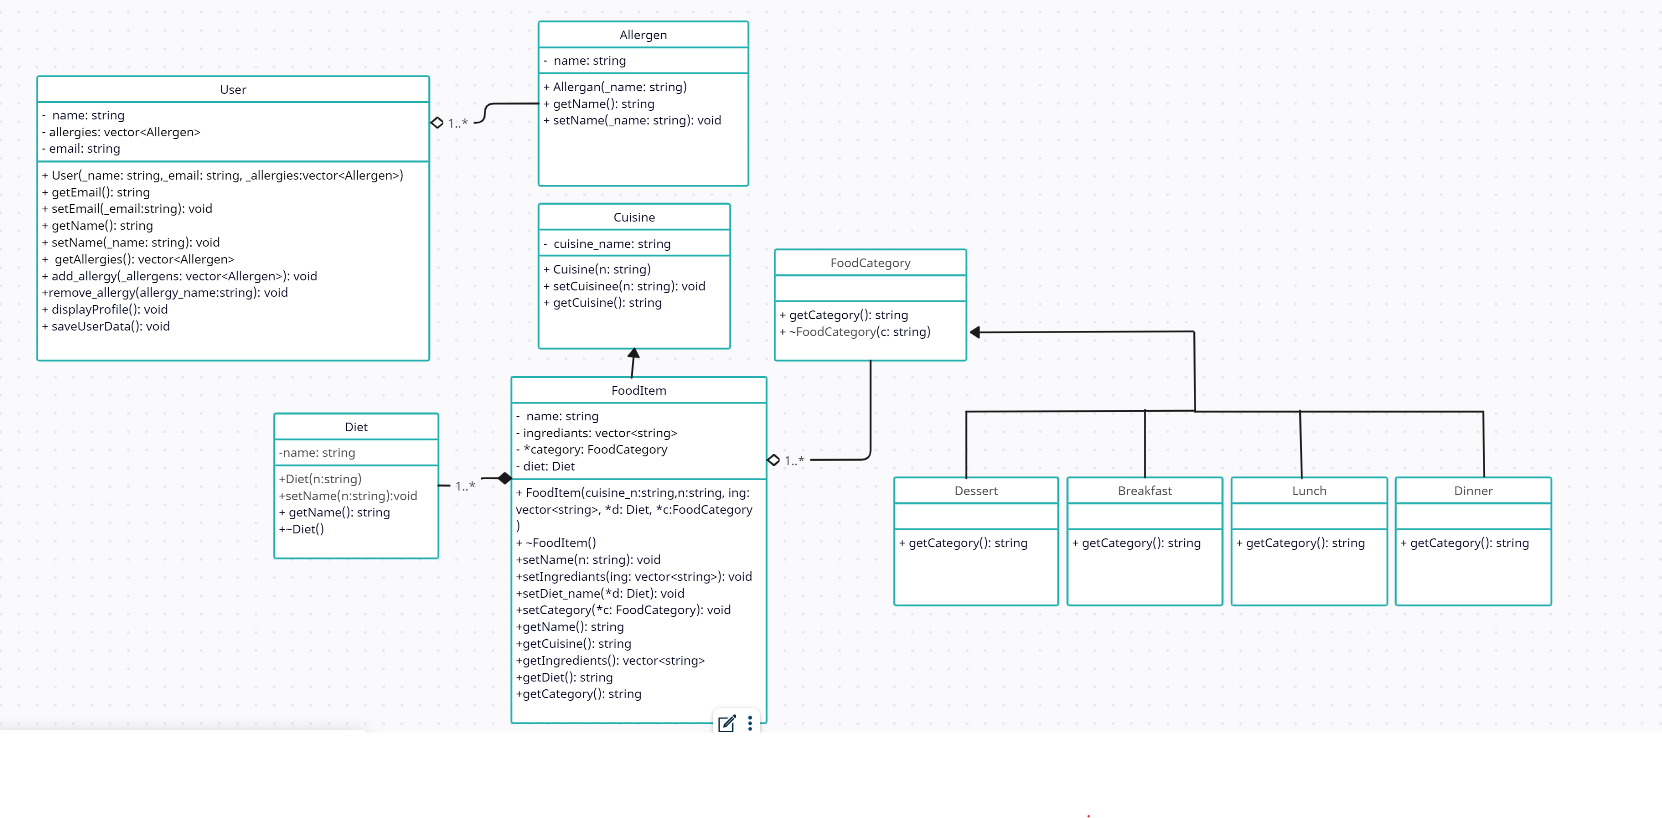 Allergen
- name: string
+ Allergan(_name: string)
+ getName(): string
+ setName(_name: string): void
User
- name: string
- allergies: vector<Allergen>
- email: string
+ User(_name: string,_email: string, _allergies:vector<Allergen>)
+ getEmail(): string
+ setEmail(_email:string): void
+ getName(): string
+ setName(_name: string): void
+ getAllergies(): vector<Allergen>
+ add_allergy(_allergens: vector<Allergen>): void
+remove_allergy(allergy_name:string): void
+ displayProfile(): void
+ saveUserData(): void
1..*
Cuisine
- cuisine_name: string
+ Cuisine(n: string)
+ setCuisinee(n: string): void
+ getCuisine(): string
FoodCategory
+ getCategory(): string
+ ~FoodCategory(c: string)
Diet
-name: string
+Diet(n:string)
+setName(n:string):void
+ getName(): string
+~Diet()
1..*
FoodItem
- name: string
- ingrediants: vector<string>
- *category: FoodCategory
- diet: Diet
+ FoodItem(cuisine_n:string,n:string, ing:
vector<string>, *d: Diet, *c:FoodCategory
)
+ ~FoodItem()
+setName(n: string): void
+setIngrediants(ing: vector<string>): void
+setDiet_name(*d: Diet): void
+setCategory(*c: FoodCategory): void
+getName(): string
+getCuisine(): string
+getIngredients(): vector<string>
+getDiet(): string
+getCategory(): string
1..*
Dessert
+ getCategory(): string
Breakfast
+ getCategory(): string
Lunch
+ getCategory(): string
Dinner
+ getCategory(): string